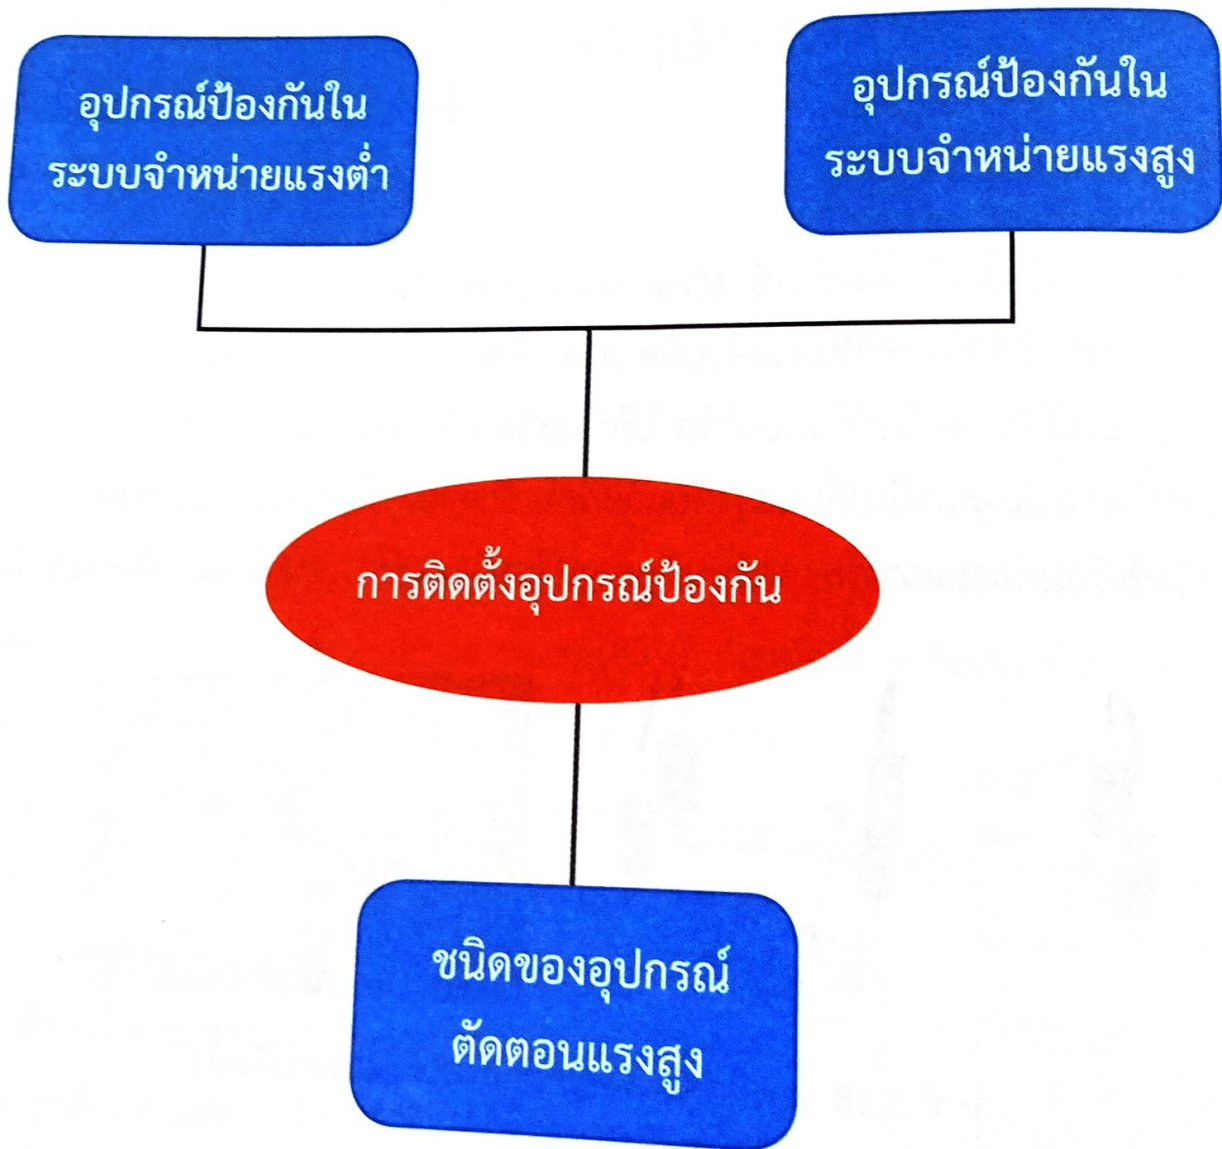 อุปกรณ์ป้องกันใน
ระบบจำหน่ายแรงต่ำ
อุปกรณ์ป้องกันใน
ระบบจำหน่ายแรงสูง
การติดตั้งอุปกรณ์ป้องกัน
ชนิดของอุปกรณ์
ตัดตอนแรงสูง